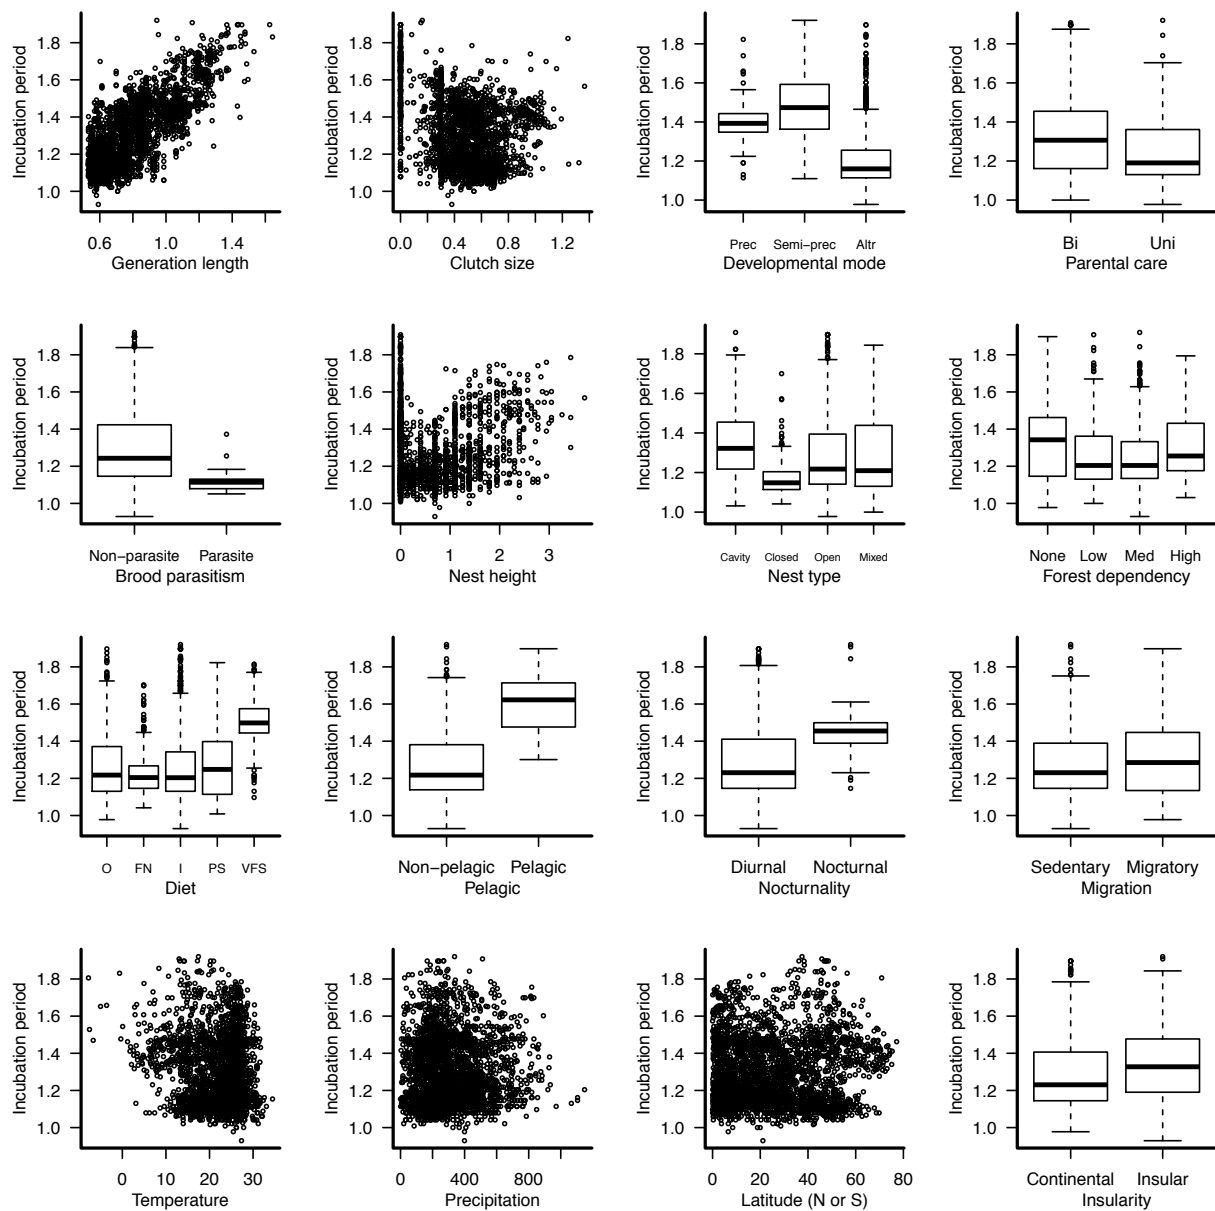 Incubation period
1.0 1.2 1.4 1.6 1.8
0.6 1.0 1.4
Generation length
Incubation period
1.0 1.2 1.4 1.6 1.8
0.0 0.4 0.8 1.2
Clutch size
Incubation period
1.0 1.2 1.4 1.6 1.8
Prec Semi−prec Altr
Developmental mode
Incubation period
1.0 1.2 1.4 1.6 1.8
Bi Uni
Parental care
Incubation period
1.0 1.2 1.4 1.6 1.8
Non−parasite Parasite
Brood parasitism
Incubation period
1.0 1.2 1.4 1.6 1.8
0 1 2 3
Nest height
Incubation period
1.0 1.2 1.4 1.6 1.8
Cavity Closed Open Mixed
Nest type
Incubation period
1.0 1.2 1.4 1.6 1.8
None Low Med High
Forest dependency
Incubation period
1.0 1.2 1.4 1.6 1.8
O FN I PS VFS
Diet
Incubation period
1.0 1.2 1.4 1.6 1.8
Non−pelagic Pelagic
Pelagic
Incubation period
1.0 1.2 1.4 1.6 1.8
Diurnal Nocturnal
Nocturnality
Incubation period
1.0 1.2 1.4 1.6 1.8
Sedentary Migratory
Migration
Incubation period
1.0 1.2 1.4 1.6 1.8
0 10 20 30
Temperature
Incubation period
1.0 1.2 1.4 1.6 1.8
0 400 800
Precipitation
Incubation period
1.0 1.2 1.4 1.6 1.8
0 20 40 60 80
Latitude (N or S)
Incubation period
1.0 1.2 1.4 1.6 1.8
Continental Insular
Insularity